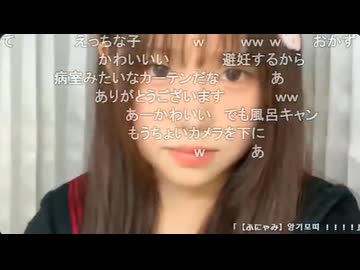 て えっちな子 w ww w おかず
かわいいい 避妊するから
病室みたいなカーテンだな あ
ありがとうございます ww
あーかわいい でも風呂キャン
もうちょいカメラを下に
w あ
「【ふにゃみ】앙기모띠 ！！！！」